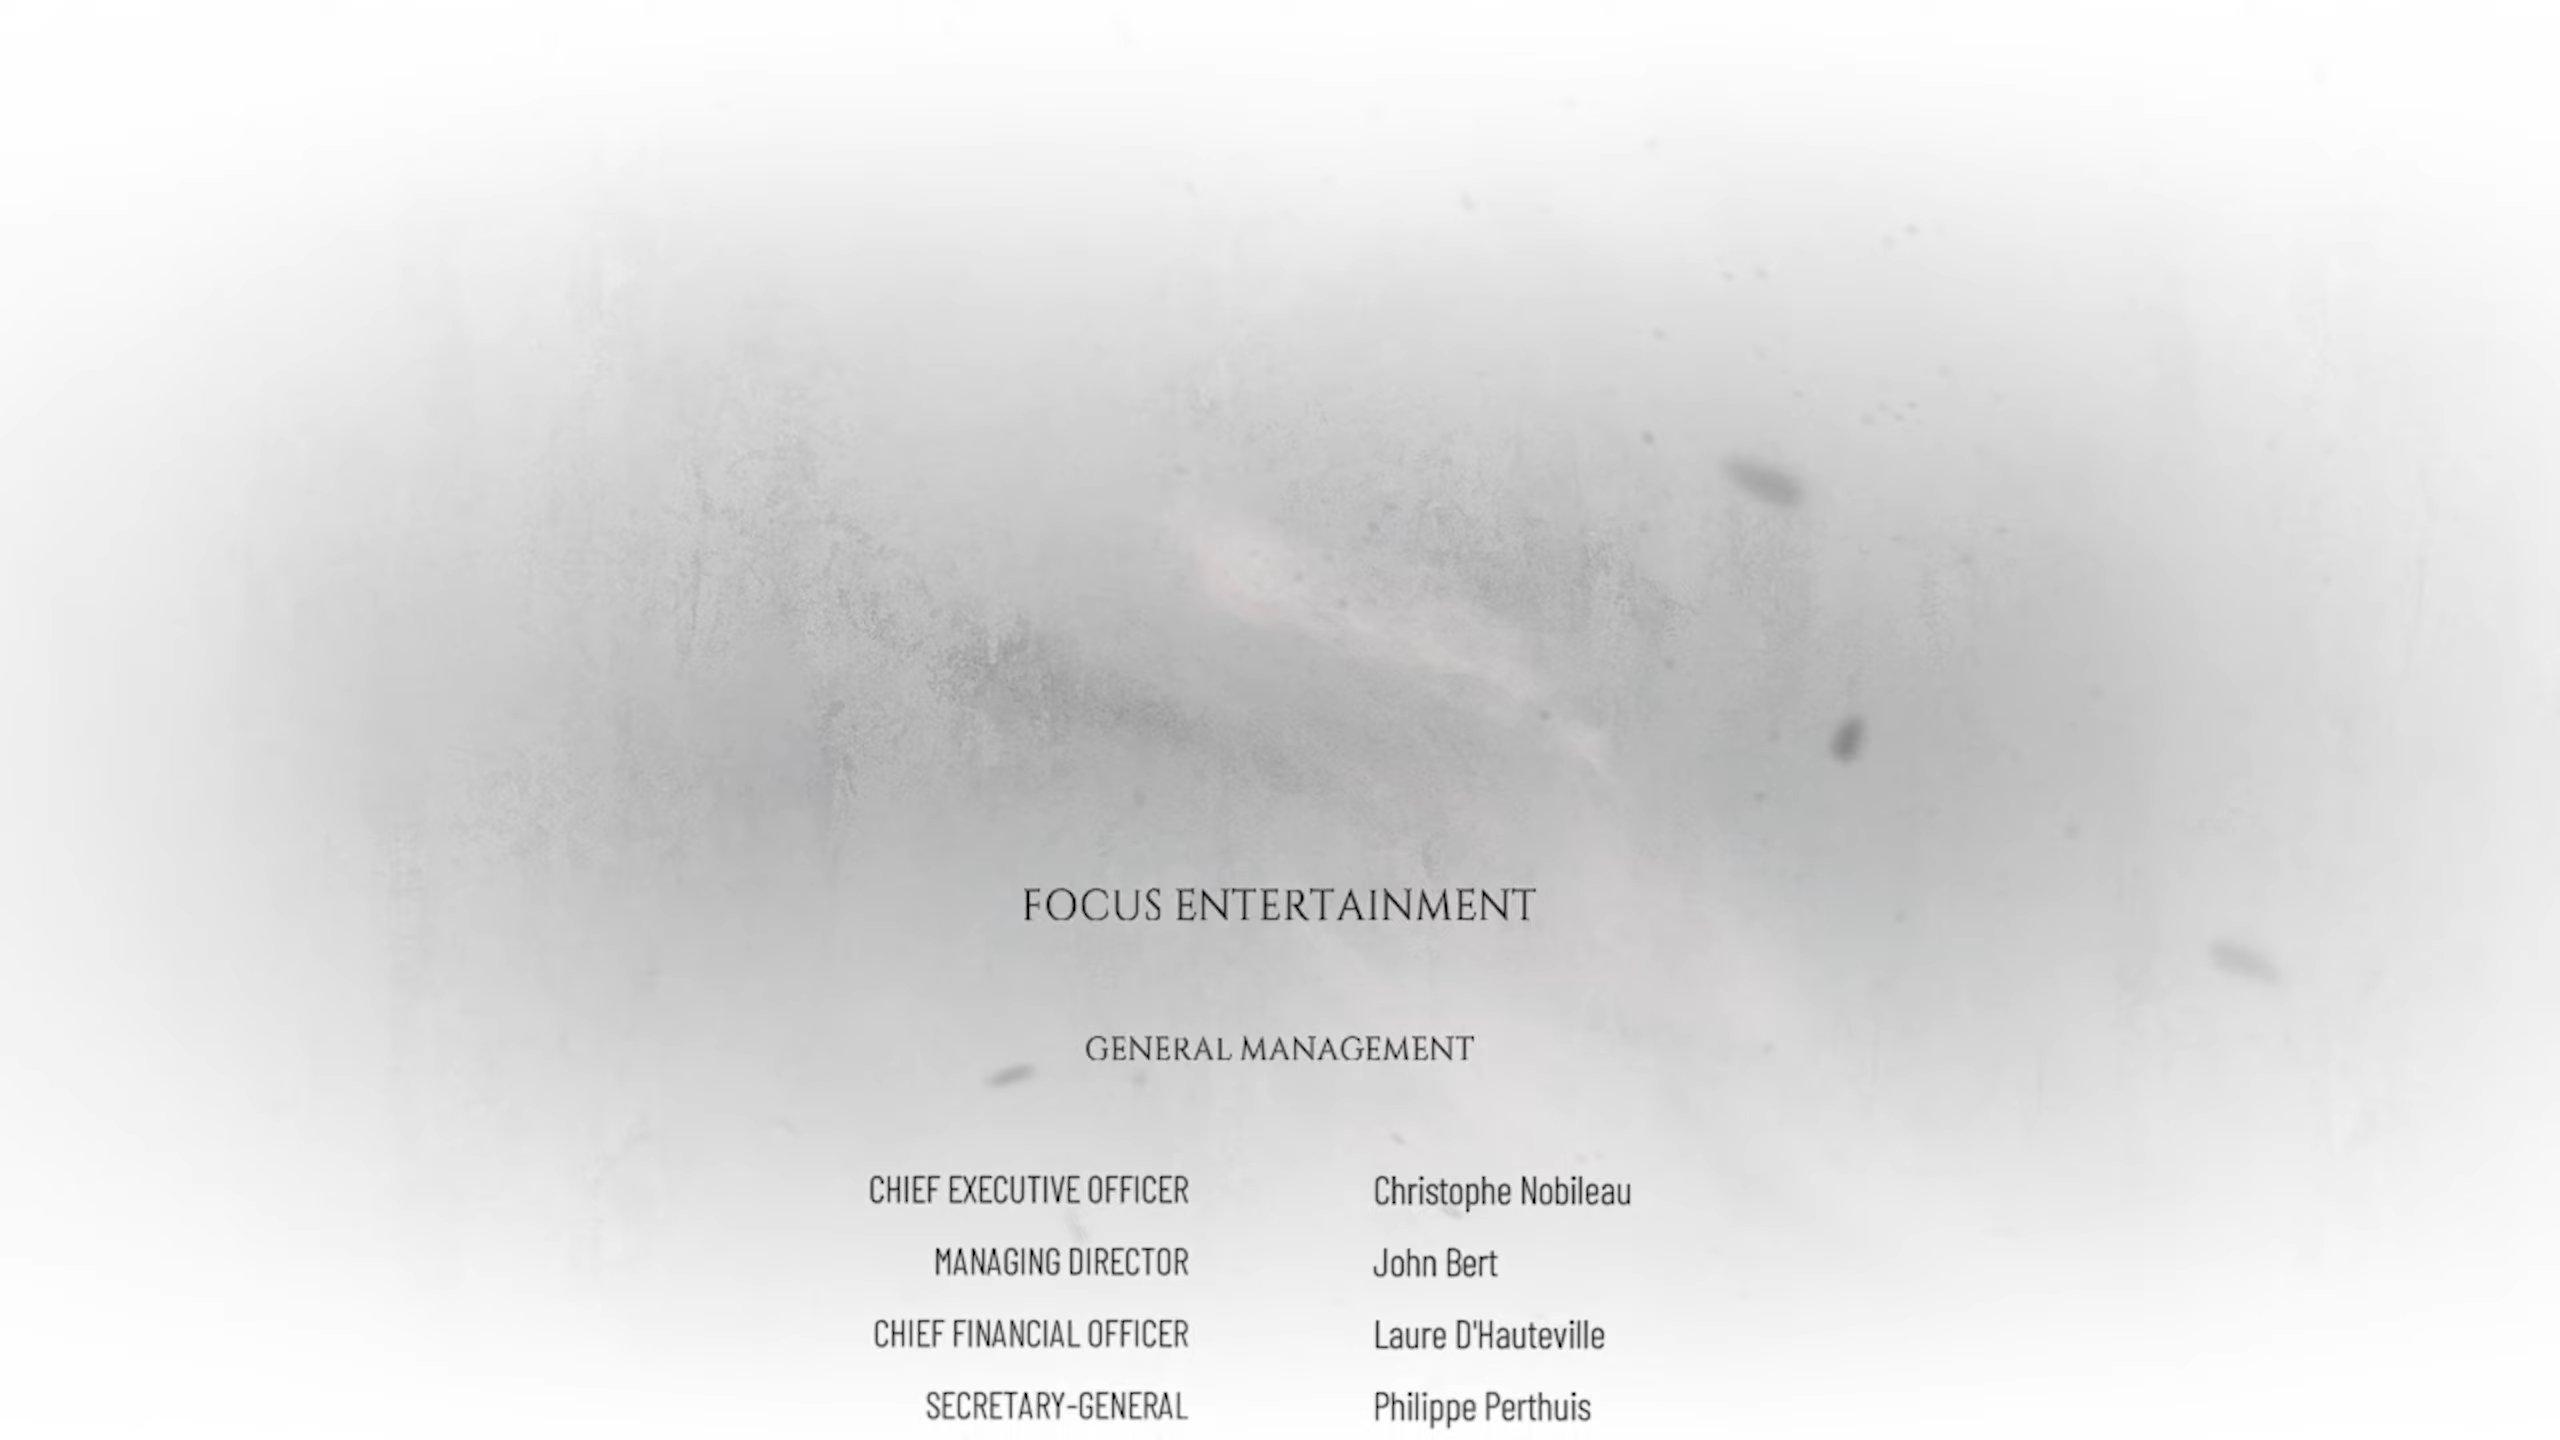 FOCUS ENTERTAINMENT
GENERAL MANAGEMENT
CHIEF EXECUTIVE OFFICER Christophe Nobileau
MANAGING DIRECTOR John Bert
CHIEF FINANCIAL OFFICER Laure D'Hauteville
SECRETARY-GENERAL Philippe Perthuis